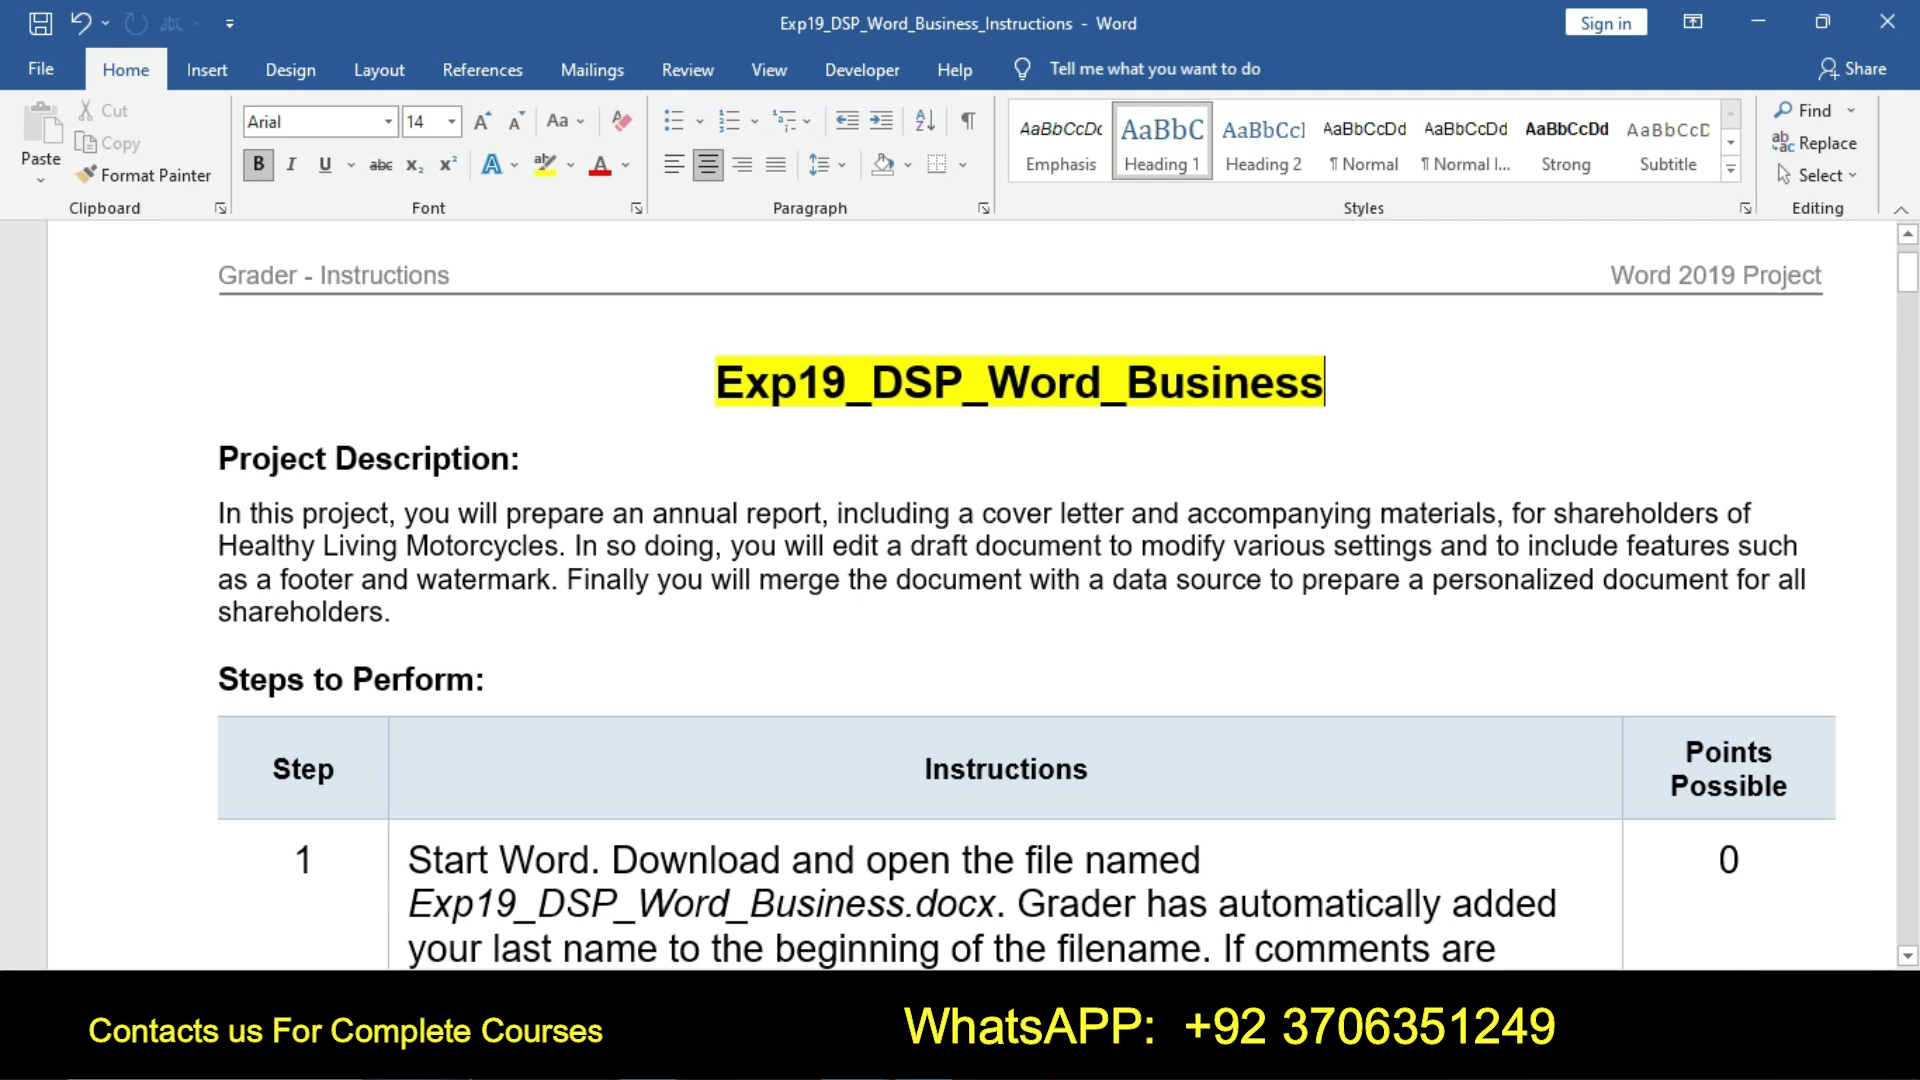 Exp19_DSP_Word_Business_Instructions - Word
Sign in
File Home Insert Design Layout References Mailings Review View Developer Help Tell me what you want to do Share
Paste
Cut
Copy
Format Painter
Clipboard
Arial 14
Font
Paragraph
AaBbCcDc AaBbC AaBbCcl AaBbCcDd AaBbCcDd AaBbCcDd AaBbCcC
Emphasis Heading 1 Heading 2 ¶ Normal ¶ Normal I... Strong Subtitle
Styles
Find
Replace
Select
Editing
Grader - Instructions Word 2019 Project
Exp19_DSP_Word_Business
Project Description:
In this project, you will prepare an annual report, including a cover letter and accompanying materials, for shareholders of
Healthy Living Motorcycles. In so doing, you will edit a draft document to modify various settings and to include features such
as a footer and watermark. Finally you will merge the document with a data source to prepare a personalized document for all
shareholders.
Steps to Perform:
Step Instructions Points Possible
1 Start Word. Download and open the file named 0
Exp19_DSP_Word_Business.docx. Grader has automatically added
your last name to the beginning of the filename. If comments are
Contacts us For Complete Courses WhatsAPP: +92 3706351249